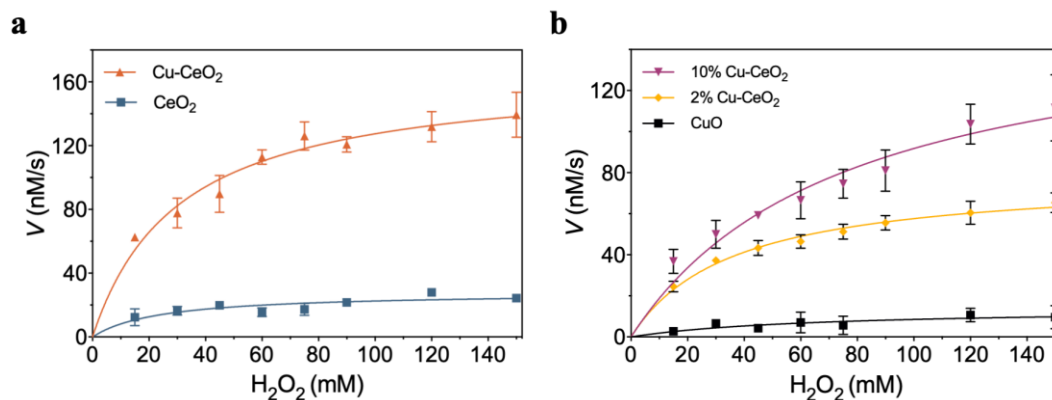 a
V (nM/s)
160
120
80
40
0
Cu-CeO₂
CeO₂
0 20 40 60 80 100 120 140
H₂O₂ (mM)
b
V (nM/s)
120
80
40
0
10% Cu-CeO₂
2% Cu-CeO₂
CuO
0 20 40 60 80 100 120 140
H₂O₂ (mM)